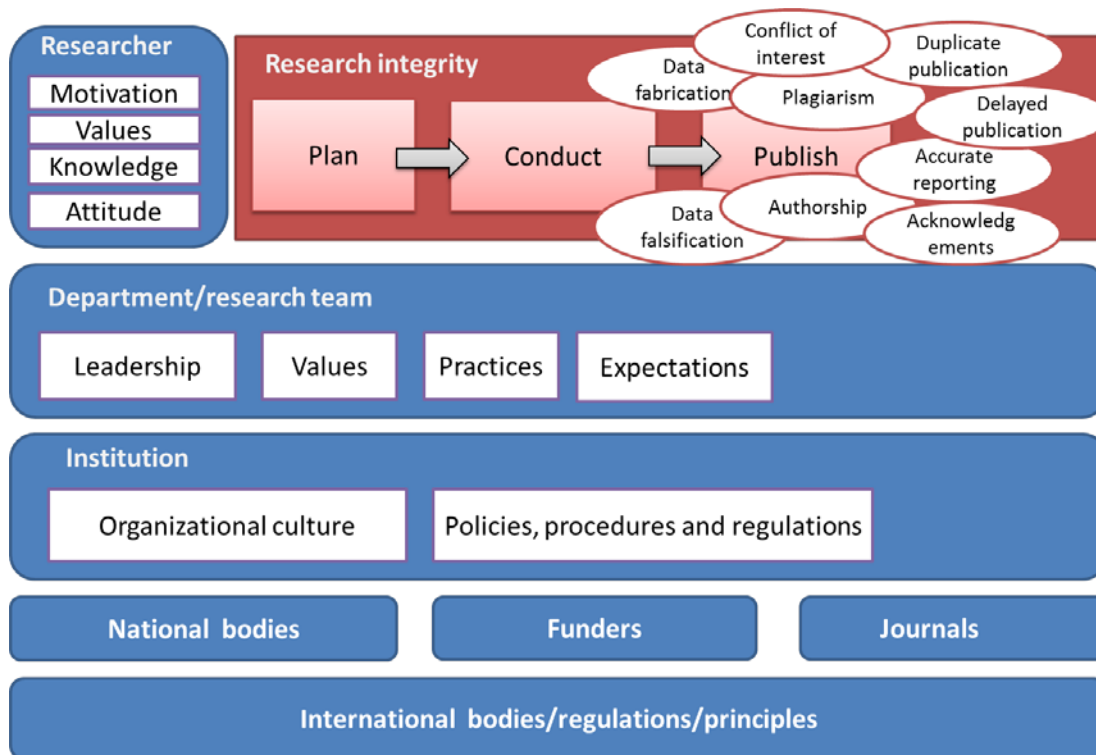 Researcher
Motivation
Values
Knowledge
Attitude
Research integrity
Plan
Conduct
Publish
Data
fabrication
Conflict of
interest
Plagiarism
Duplicate
publication
Delayed
publication
Accurate
reporting
Acknowledg
ements
Authorship
Data
falsification
Department/research team
Leadership
Values
Practices
Expectations
Institution
Organizational culture
Policies, procedures and regulations
National bodies
Funders
Journals
International bodies/regulations/principles